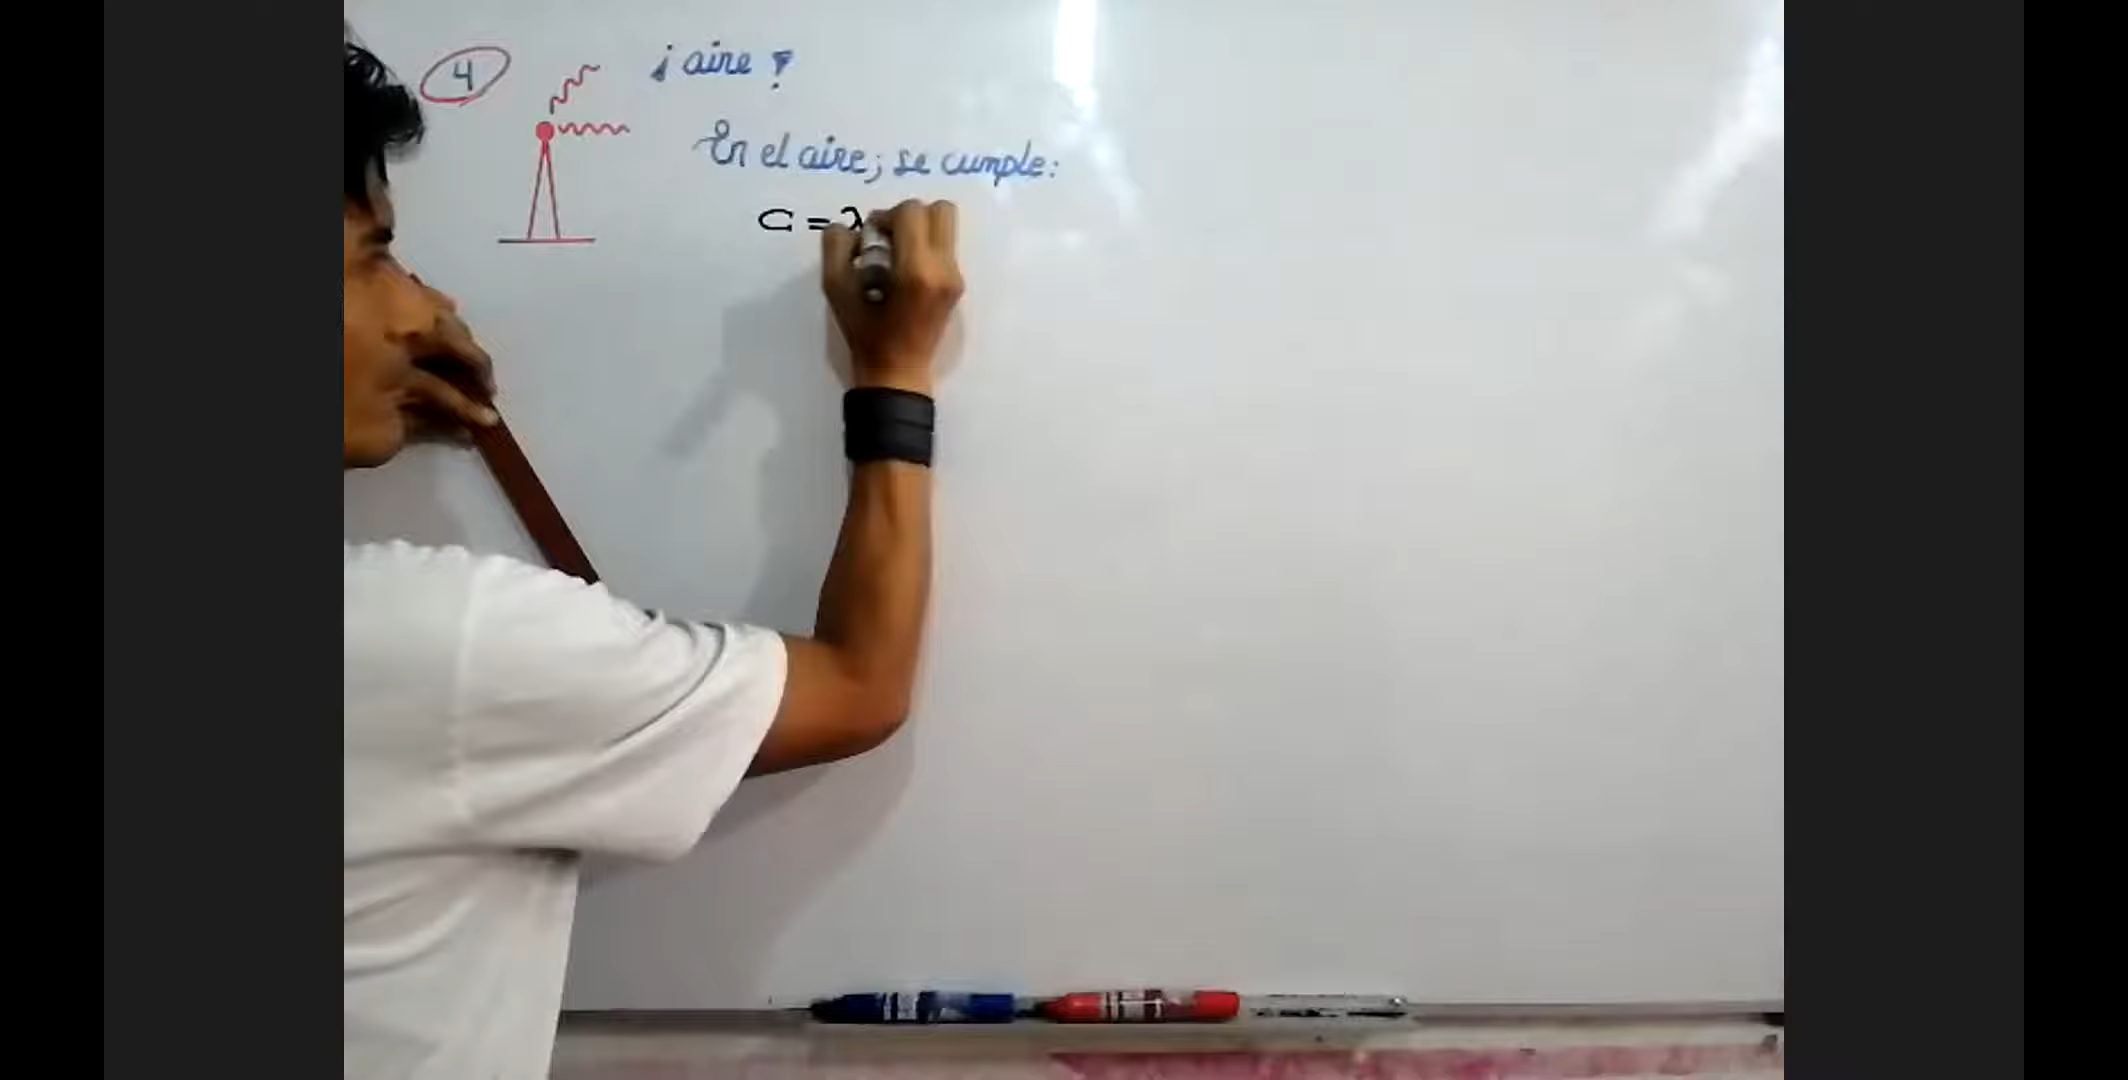 4
¡ aire !
En el aire; se cumple:
C = λ